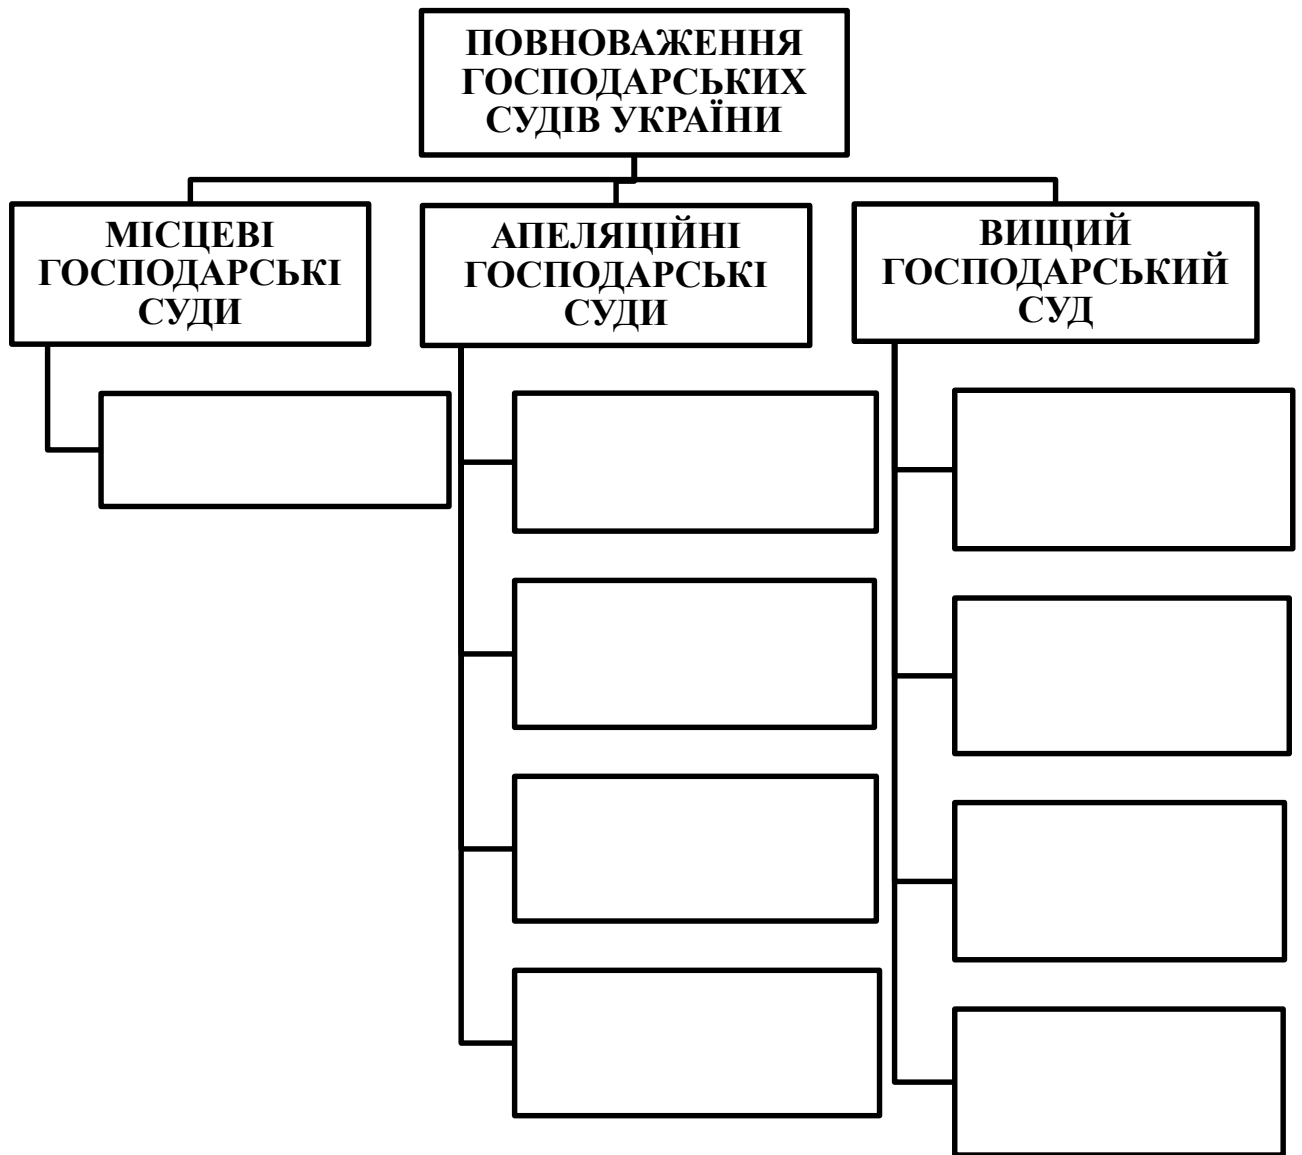 ПОВНОВАЖЕННЯ
ГОСПОДАРСЬКИХ
СУДІВ УКРАЇНИ
МІСЦЕВІ
ГОСПОДАРСЬКІ
СУДИ
АПЕЛЯЦІЙНІ
ГОСПОДАРСЬКІ
СУДИ
ВИЩИЙ
ГОСПОДАРСЬКИЙ
СУД